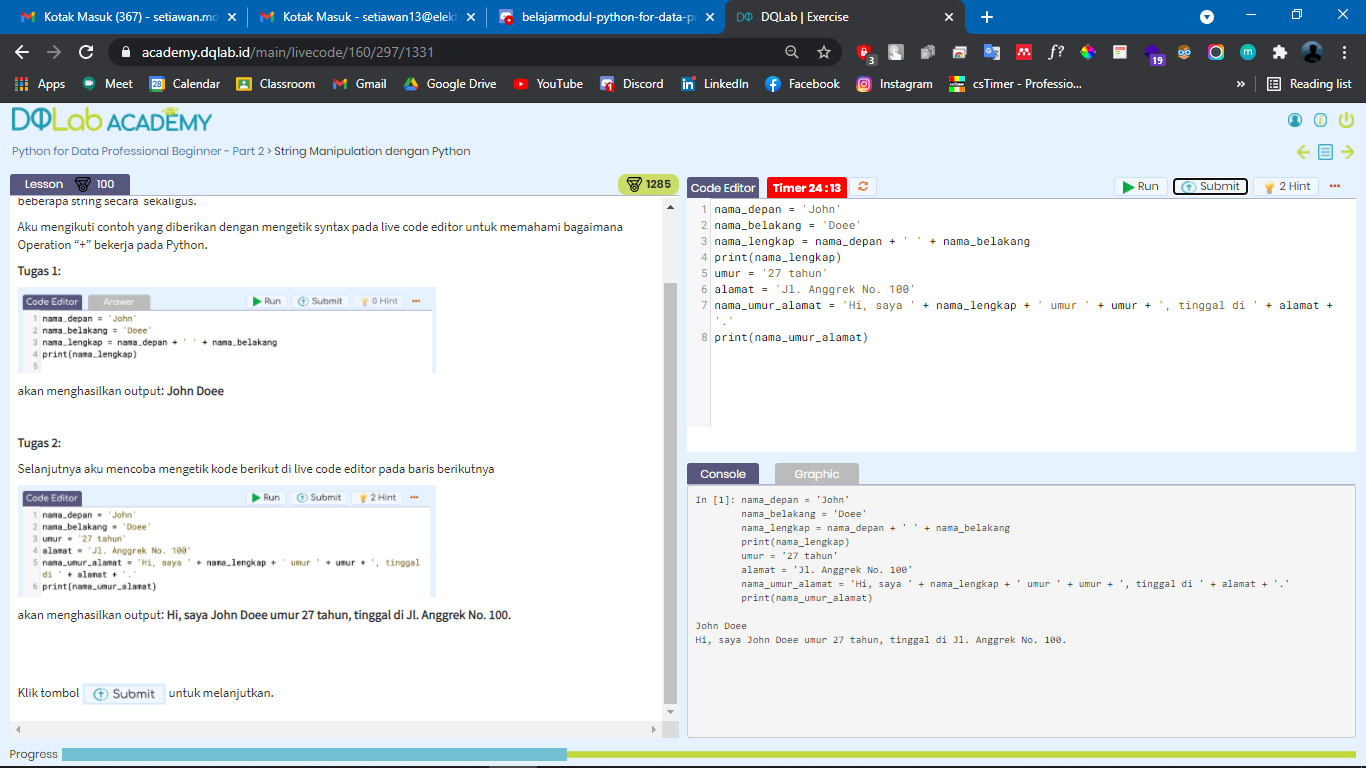 Kotak Masuk (367) - setiawan.mo
Kotak Masuk - setiawan13@elekt
belajarmodul-python-for-data-pr
DQLab | Exercise
academy.dqlab.id/main/livecode/160/297/1331
3
f?
19
Apps
Meet
28 Calendar
Classroom
Gmail
Google Drive
YouTube
Discord
LinkedIn
Facebook
Instagram
csTimer - Professio...
Reading list
DQLab ACADEMY
Python for Data Professional Beginner - Part 2 > String Manipulation dengan Python
Lesson 100
1285
beberapa string secara sekaligus.
Aku mengikuti contoh yang diberikan dengan mengetik syntax pada live code editor untuk memahami bagaimana
Operation “+” bekerja pada Python.
Tugas 1:
Code Editor Answer Run Submit 0 Hint ...
1 nama_depan = 'John'
2 nama_belakang = 'Doee'
3 nama_lengkap = nama_depan + ' ' + nama_belakang
4 print(nama_lengkap)
5
akan menghasilkan output: John Doee
Tugas 2:
Selanjutnya aku mencoba mengetik kode berikut di live code editor pada baris berikutnya
Code Editor Run Submit 2 Hint ...
1 nama_depan = 'John'
2 nama_belakang = 'Doee'
3 umur = '27 tahun'
4 alamat = 'Jl. Anggrek No. 100'
5 nama_umur_alamat = 'Hi, saya ' + nama_lengkap + ' umur ' + umur + ', tinggal
di ' + alamat + '.'
6 print(nama_umur_alamat)
akan menghasilkan output: Hi, saya John Doee umur 27 tahun, tinggal di Jl. Anggrek No. 100.
Klik tombol Submit untuk melanjutkan.
Code Editor Timer 24 : 13 Run Submit 2 Hint ...
1 nama_depan = 'John'
2 nama_belakang = 'Doee'
3 nama_lengkap = nama_depan + ' ' + nama_belakang
4 print(nama_lengkap)
5 umur = '27 tahun'
6 alamat = 'Jl. Anggrek No. 100'
7 nama_umur_alamat = 'Hi, saya ' + nama_lengkap + ' umur ' + umur + ', tinggal di ' + alamat +
'.'
8 print(nama_umur_alamat)
Console Graphic
In [1]: nama_depan = 'John'
nama_belakang = 'Doee'
nama_lengkap = nama_depan + ' ' + nama_belakang
print(nama_lengkap)
umur = '27 tahun'
alamat = 'Jl. Anggrek No. 100'
nama_umur_alamat = 'Hi, saya ' + nama_lengkap + ' umur ' + umur + ', tinggal di ' + alamat + '.'
print(nama_umur_alamat)
John Doee
Hi, saya John Doee umur 27 tahun, tinggal di Jl. Anggrek No. 100.
Progress